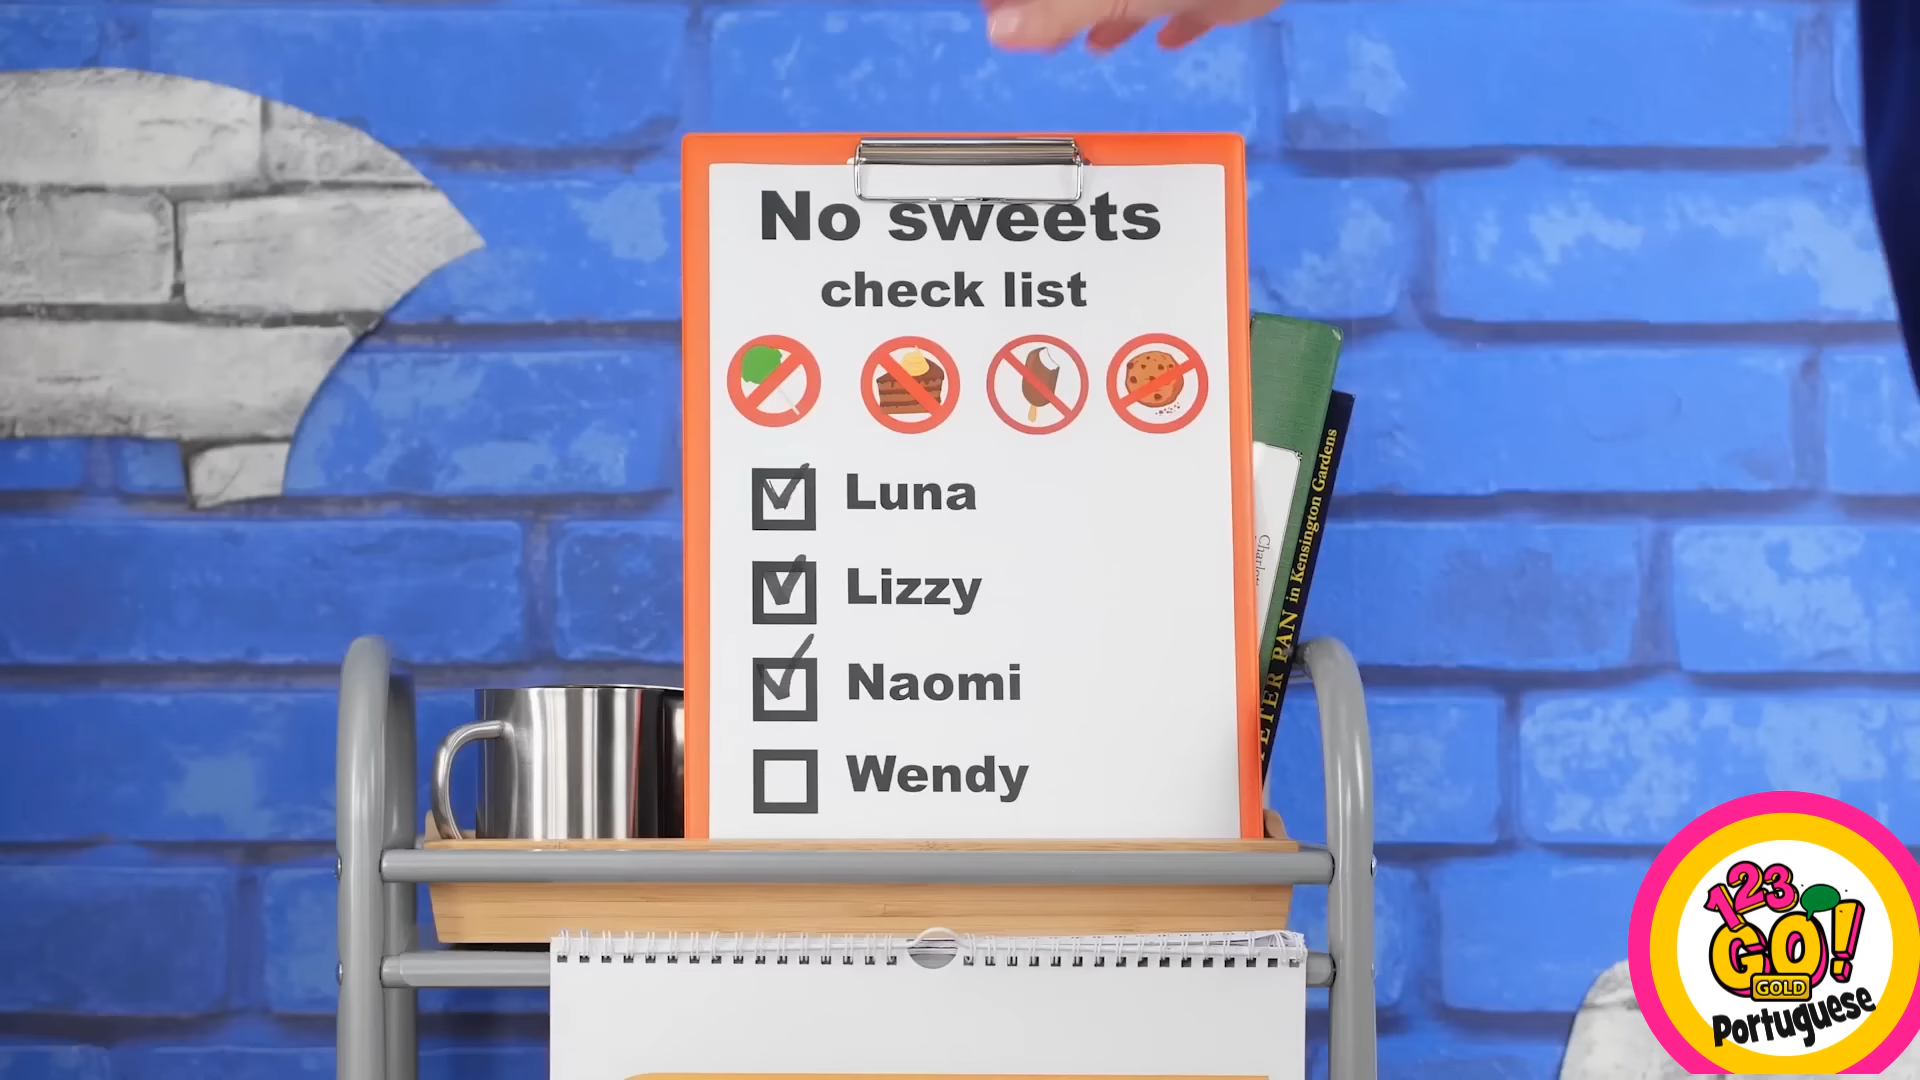 No sweets
check list
Luna
Lizzy
Naomi
Wendy
PETER PAN in Kensington Gardens
123
GO!
GOLD
Portuguese